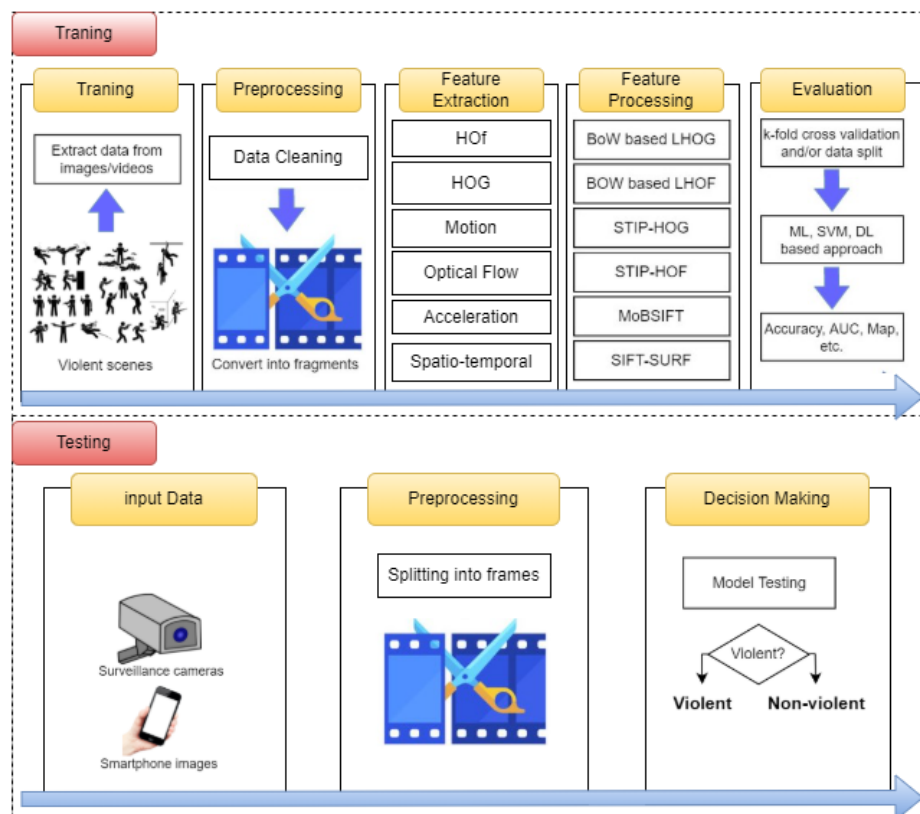 Traning
Traning
Extract data from
images/videos
Violent scenes
Preprocessing
Data Cleaning
Convert into fragments
Feature
Extraction
HOf
HOG
Motion
Optical Flow
Acceleration
Spatio-temporal
Feature
Processing
BoW based LHOG
BOW based LHOF
STIP-HOG
STIP-HOF
MoBSIFT
SIFT-SURF
Evaluation
k-fold cross validation
and/or data split
ML, SVM, DL
based approach
Accuracy, AUC, Map,
etc.
Testing
input Data
Surveillance cameras
Smartphone images
Preprocessing
Splitting into frames
Decision Making
Model Testing
Violent?
Violent
Non-violent